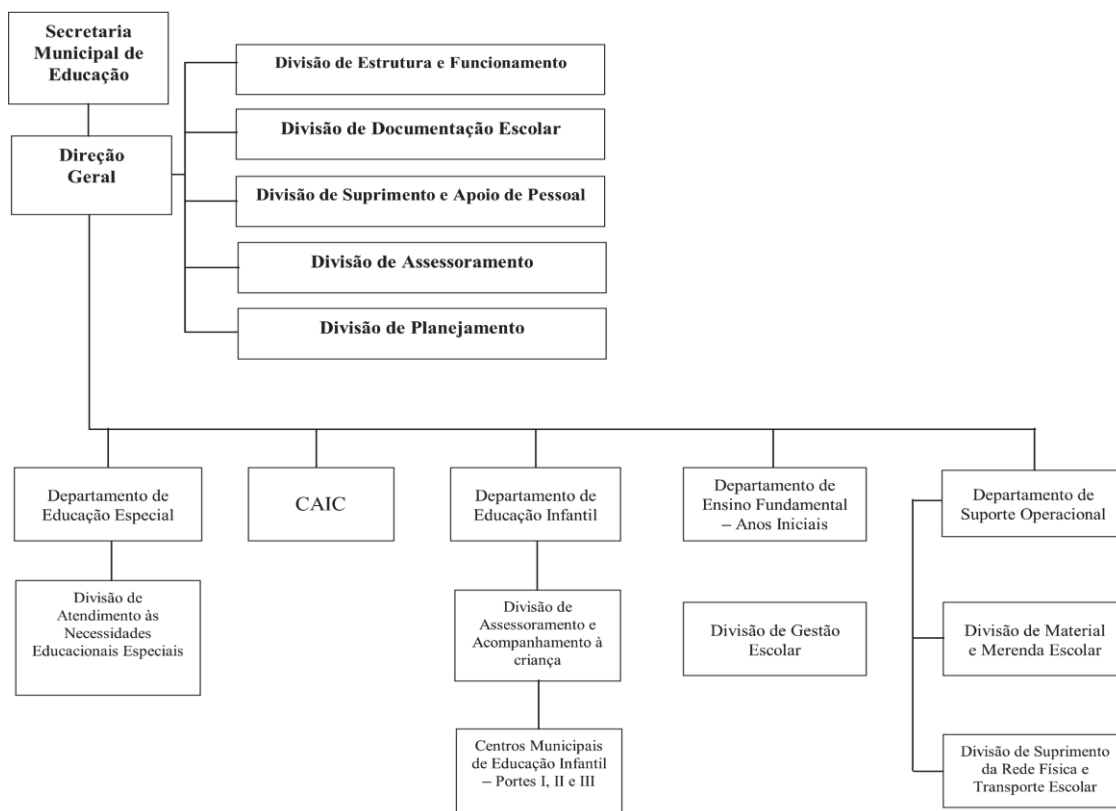 Secretaria
Municipal de
Educação
Direção
Geral
Divisão de Estrutura e Funcionamento
Divisão de Documentação Escolar
Divisão de Suprimento e Apoio de Pessoal
Divisão de Assessoramento
Divisão de Planejamento
Departamento de
Educação Especial
CAIC
Departamento de
Educação Infantil
Departamento de
Ensino Fundamental
– Anos Iniciais
Departamento de
Suporte Operacional
Divisão de
Atendimento às
Necessidades
Educacionais Especiais
Divisão de
Assessoramento e
Acompanhamento à
criança
Divisão de Gestão
Escolar
Divisão de Material
e Merenda Escolar
Centros Municipais
de Educação Infantil
– Portes I, II e III
Divisão de Suprimento
da Rede Física e
Transporte Escolar